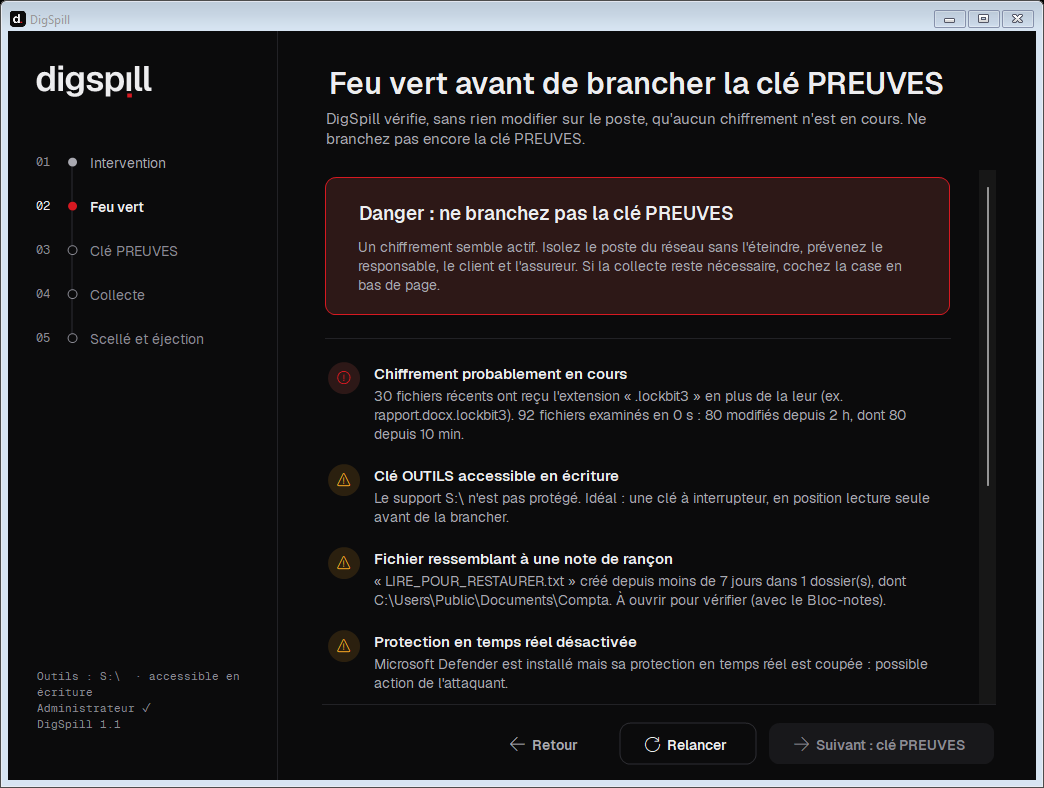 d. DigSpill
digspill
01 Intervention
02 Feu vert
03 Clé PREUVES
04 Collecte
05 Scellé et éjection
Outils : S:\ · accessible en
écriture
Administrateur ✓
DigSpill 1.1
Feu vert avant de brancher la clé PREUVES
DigSpill vérifie, sans rien modifier sur le poste, qu'aucun chiffrement n'est en cours. Ne
branchez pas encore la clé PREUVES.
Danger : ne branchez pas la clé PREUVES
Un chiffrement semble actif. Isolez le poste du réseau sans l'éteindre, prévenez le
responsable, le client et l'assureur. Si la collecte reste nécessaire, cochez la case en
bas de page.
Chiffrement probablement en cours
30 fichiers récents ont reçu l'extension « .lockbit3 » en plus de la leur (ex.
rapport.docx.lockbit3). 92 fichiers examinés en 0 s : 80 modifiés depuis 2 h, dont 80
depuis 10 min.
Clé OUTILS accessible en écriture
Le support S:\ n'est pas protégé. Idéal : une clé à interrupteur, en position lecture seule
avant de la brancher.
Fichier ressemblant à une note de rançon
« LIRE_POUR_RESTAURER.txt » créé depuis moins de 7 jours dans 1 dossier(s), dont
C:\Users\Public\Documents\Compta. À ouvrir pour vérifier (avec le Bloc-notes).
Protection en temps réel désactivée
Microsoft Defender est installé mais sa protection en temps réel est coupée : possible
action de l'attaquant.
Retour
Relancer
Suivant : clé PREUVES